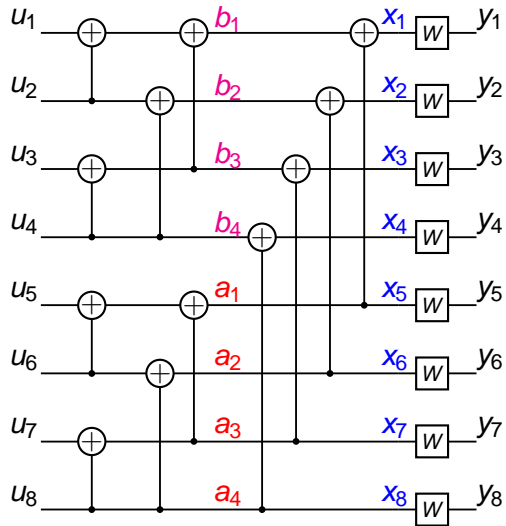 u1 b1 x1 W y1
u2 b2 x2 W y2
u3 b3 x3 W y3
u4 b4 x4 W y4
u5 a1 x5 W y5
u6 a2 x6 W y6
u7 a3 x7 W y7
u8 a4 x8 W y8